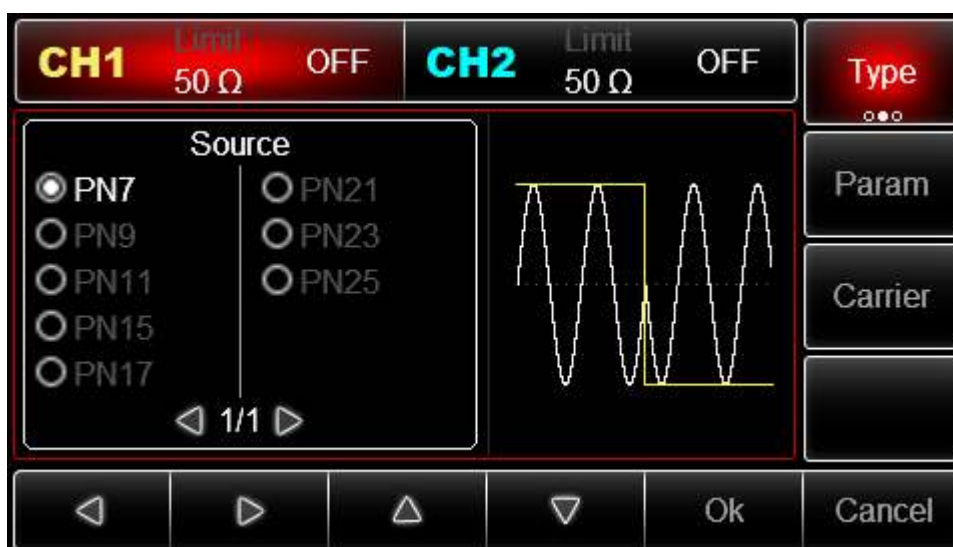 CH1 Limit 50 Ω OFF CH2 Limit 50 Ω OFF
Type
Source
PN7 PN21
PN9 PN23
PN11 PN25
PN15
PN17
1/1
Param
Carrier
Ok Cancel